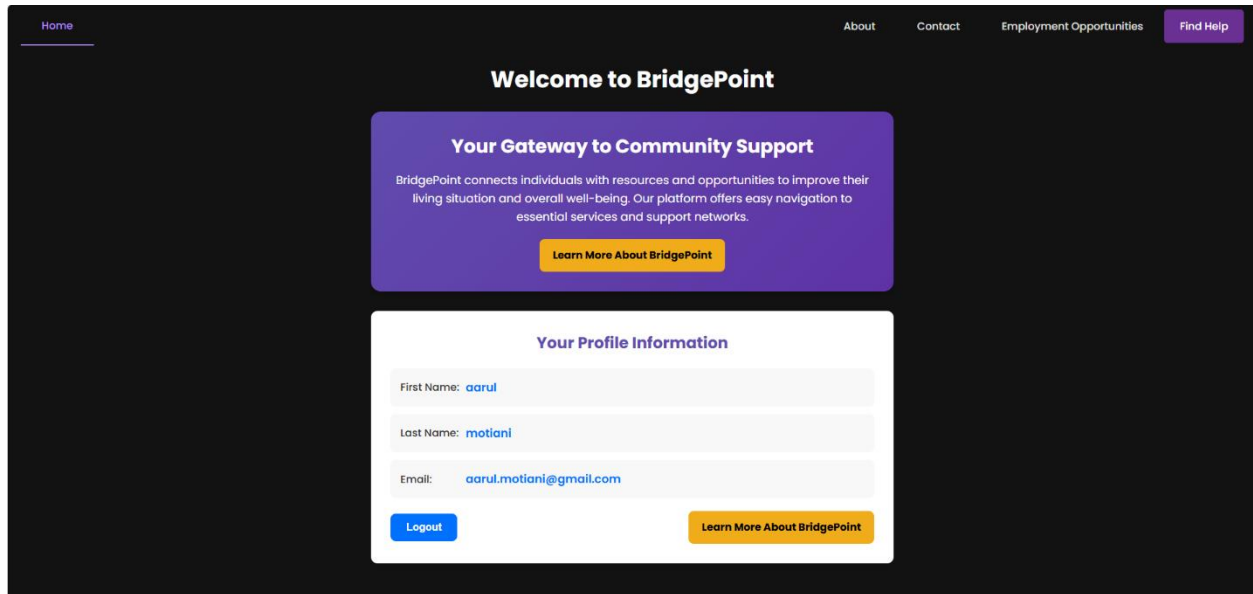 Home
About
Contact
Employment Opportunities
Find Help
Welcome to BridgePoint
Your Gateway to Community Support
BridgePoint connects individuals with resources and opportunities to improve their
living situation and overall well-being. Our platform offers easy navigation to
essential services and support networks.
Learn More About BridgePoint
Your Profile Information
First Name: aarul
Last Name: motiani
Email: aarul.motiani@gmail.com
Logout
Learn More About BridgePoint